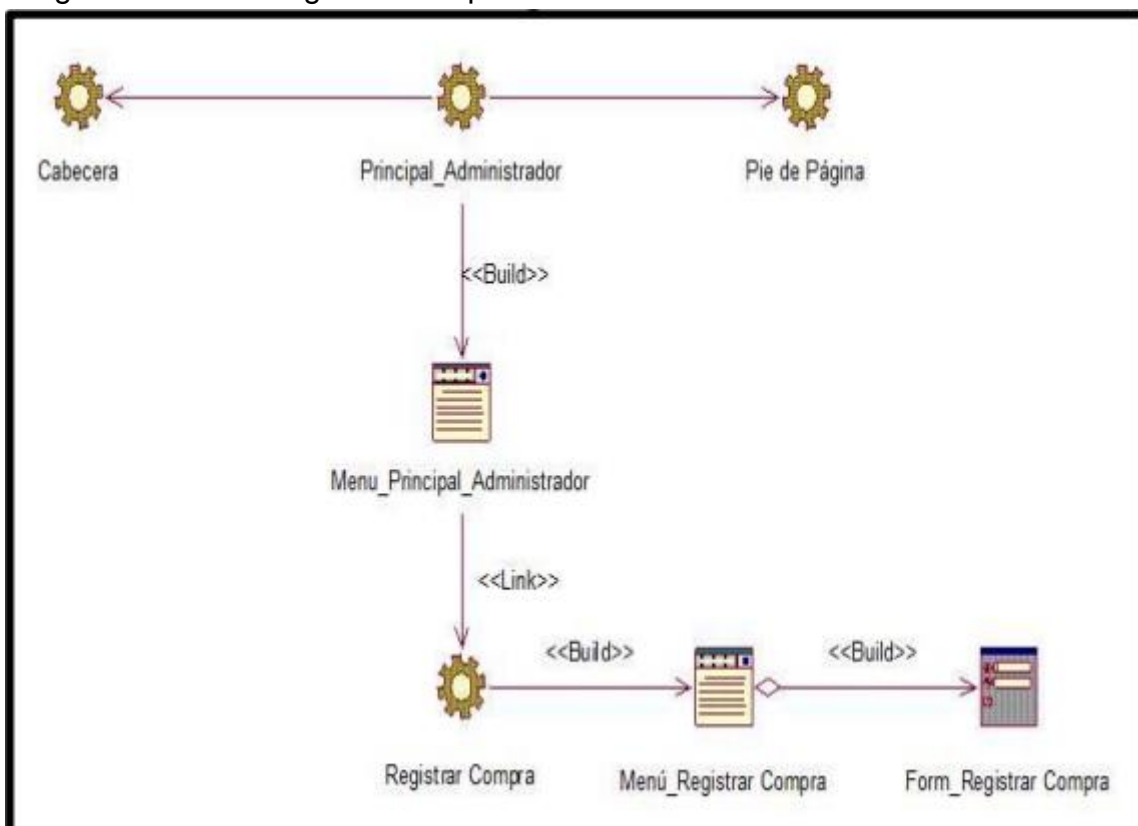 Cabecera
Principal_Administrador
Pie de Página
<<Build>>
Menu_Principal_Administrador
<<Link>>
<<Build>>
<<Build>>
Registrar Compra
Menú_Registrar Compra
Form_Registrar Compra